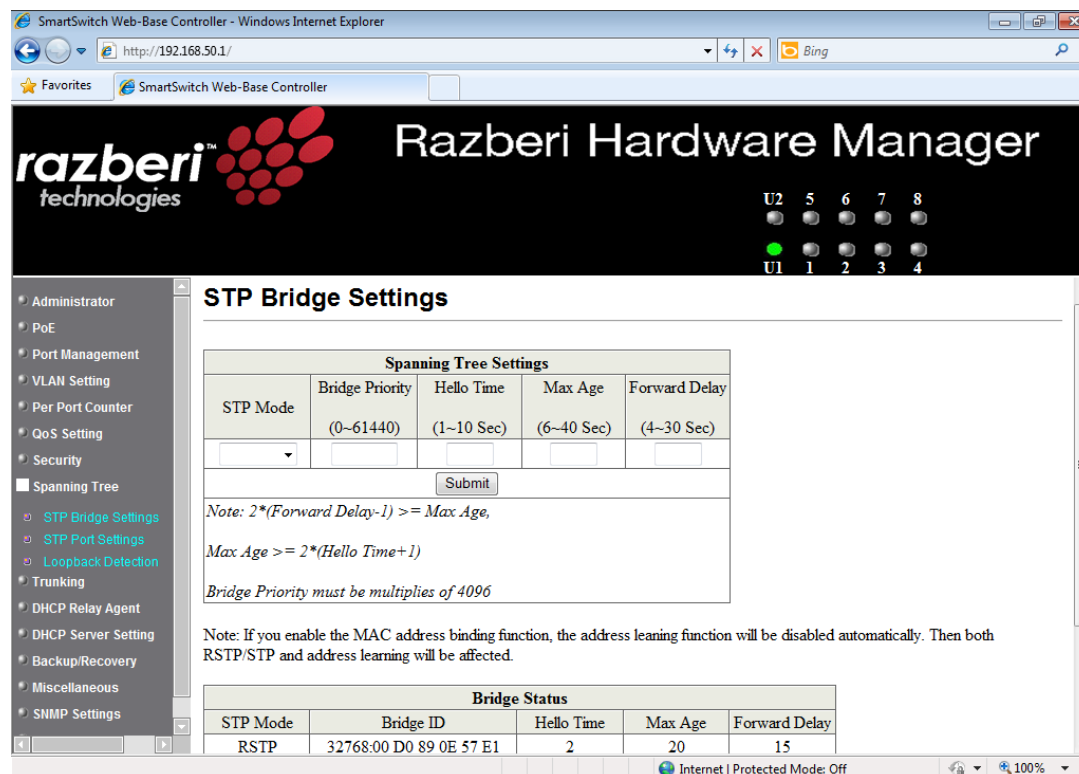 SmartSwitch Web-Base Controller - Windows Internet Explorer
http://192.168.50.1/
Bing
Favorites
SmartSwitch Web-Base Controller
razberi™
technologies
Razberi Hardware Manager
U2 5 6 7 8
U1 1 2 3 4
Administrator
PoE
Port Management
VLAN Setting
Per Port Counter
QoS Setting
Security
Spanning Tree
STP Bridge Settings
STP Port Settings
Loopback Detection
Trunking
DHCP Relay Agent
DHCP Server Setting
Backup/Recovery
Miscellaneous
SNMP Settings
STP Bridge Settings
Spanning Tree Settings
STP Mode Bridge Priority Hello Time Max Age Forward Delay
(0~61440) (1~10 Sec) (6~40 Sec) (4~30 Sec)
Submit
Note: 2*(Forward Delay-1) >= Max Age,
Max Age >= 2*(Hello Time+1)
Bridge Priority must be multiplies of 4096
Note: If you enable the MAC address binding function, the address leaning function will be disabled automatically. Then both
RSTP/STP and address learning will be affected.
Bridge Status
STP Mode Bridge ID Hello Time Max Age Forward Delay
RSTP 32768:00 D0 89 0E 57 E1 2 20 15
Internet | Protected Mode: Off
100%